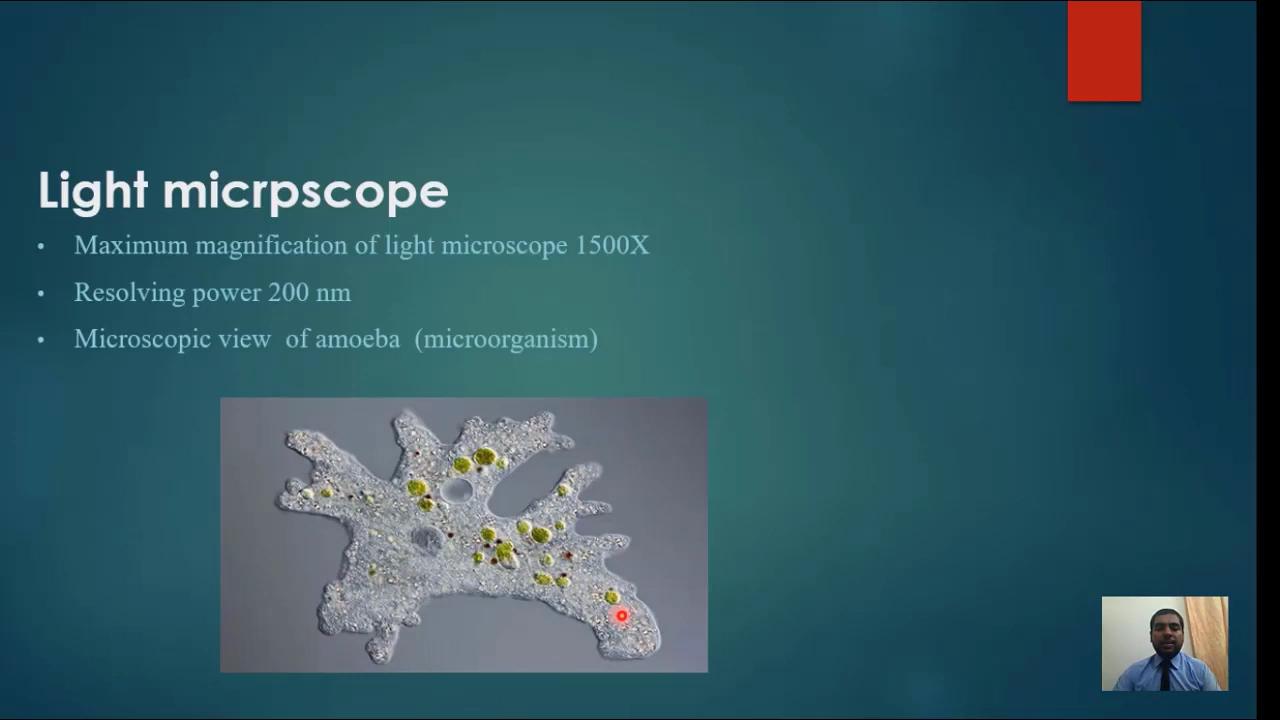 Light micrpscope
• Maximum magnification of light microscope 1500X
• Resolving power 200 nm
• Microscopic view of amoeba (microorganism)